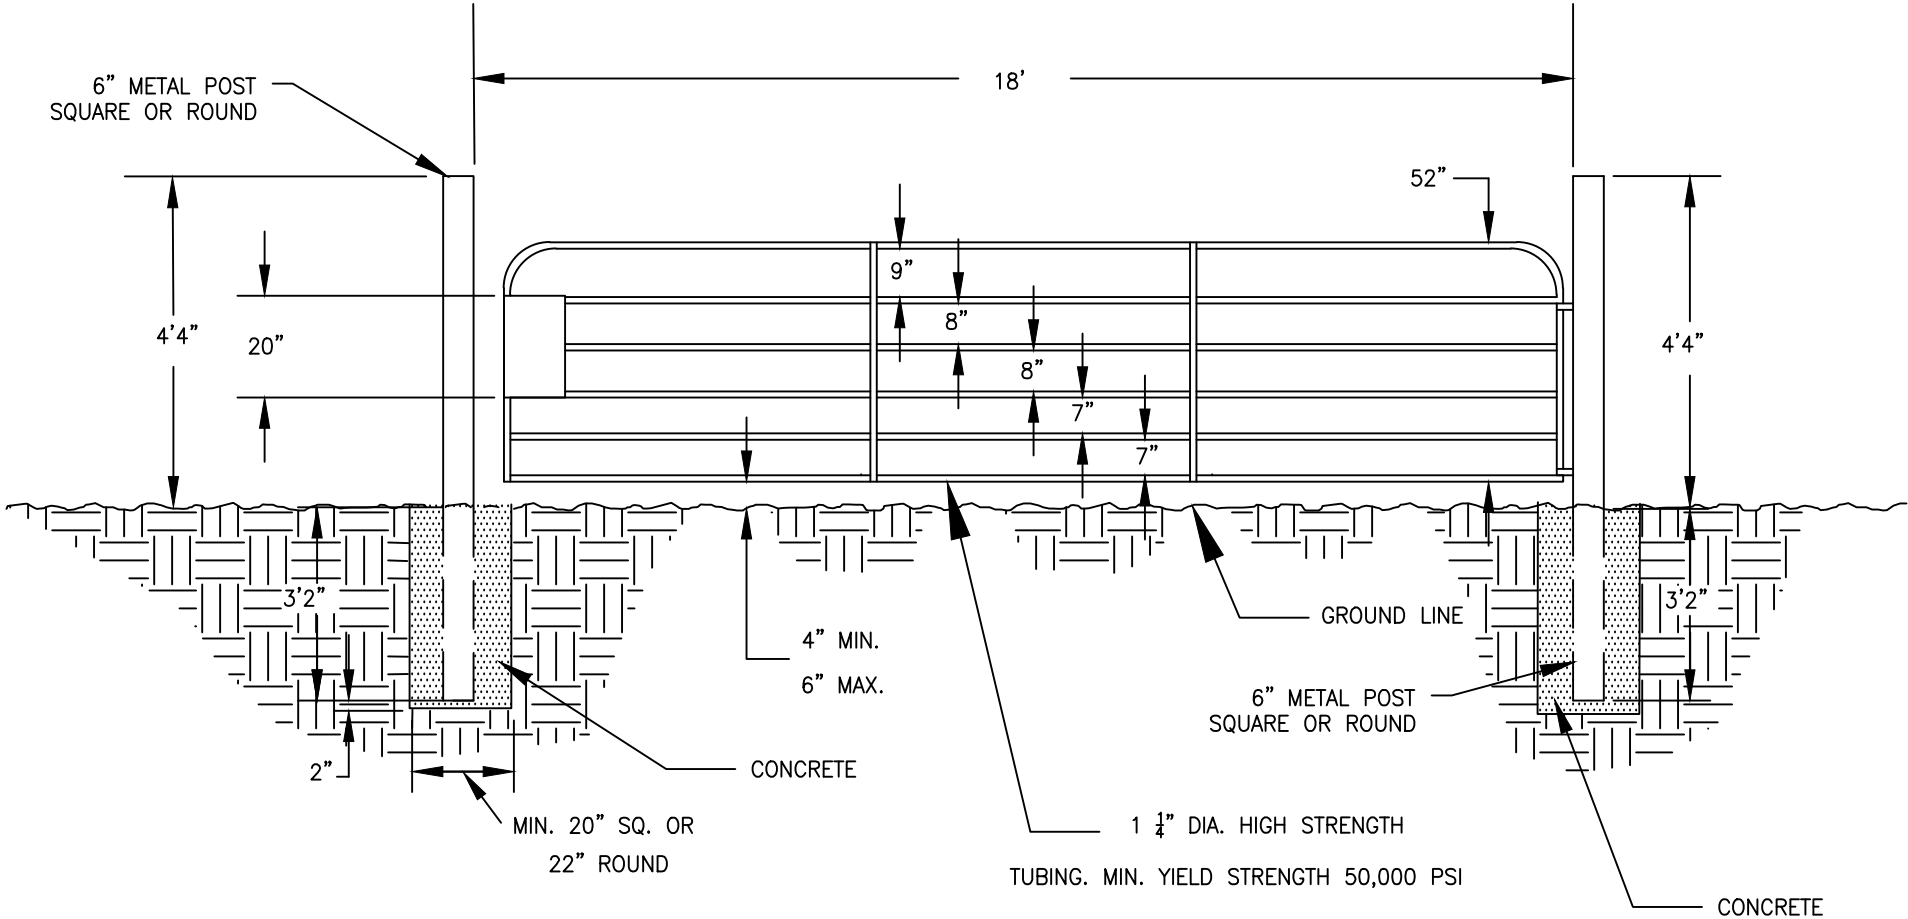 18'
6” METAL POST
SQUARE OR ROUND
52”
9”
8”
4'4”
20”
4'4”
8”
7”
7”
3'2”
3'2”
GROUND LINE
4” MIN.
6” MAX.
6” METAL POST
SQUARE OR ROUND
2”
CONCRETE
MIN. 20” SQ. OR
22” ROUND
1 1/4” DIA. HIGH STRENGTH
TUBING. MIN. YIELD STRENGTH 50,000 PSI
CONCRETE